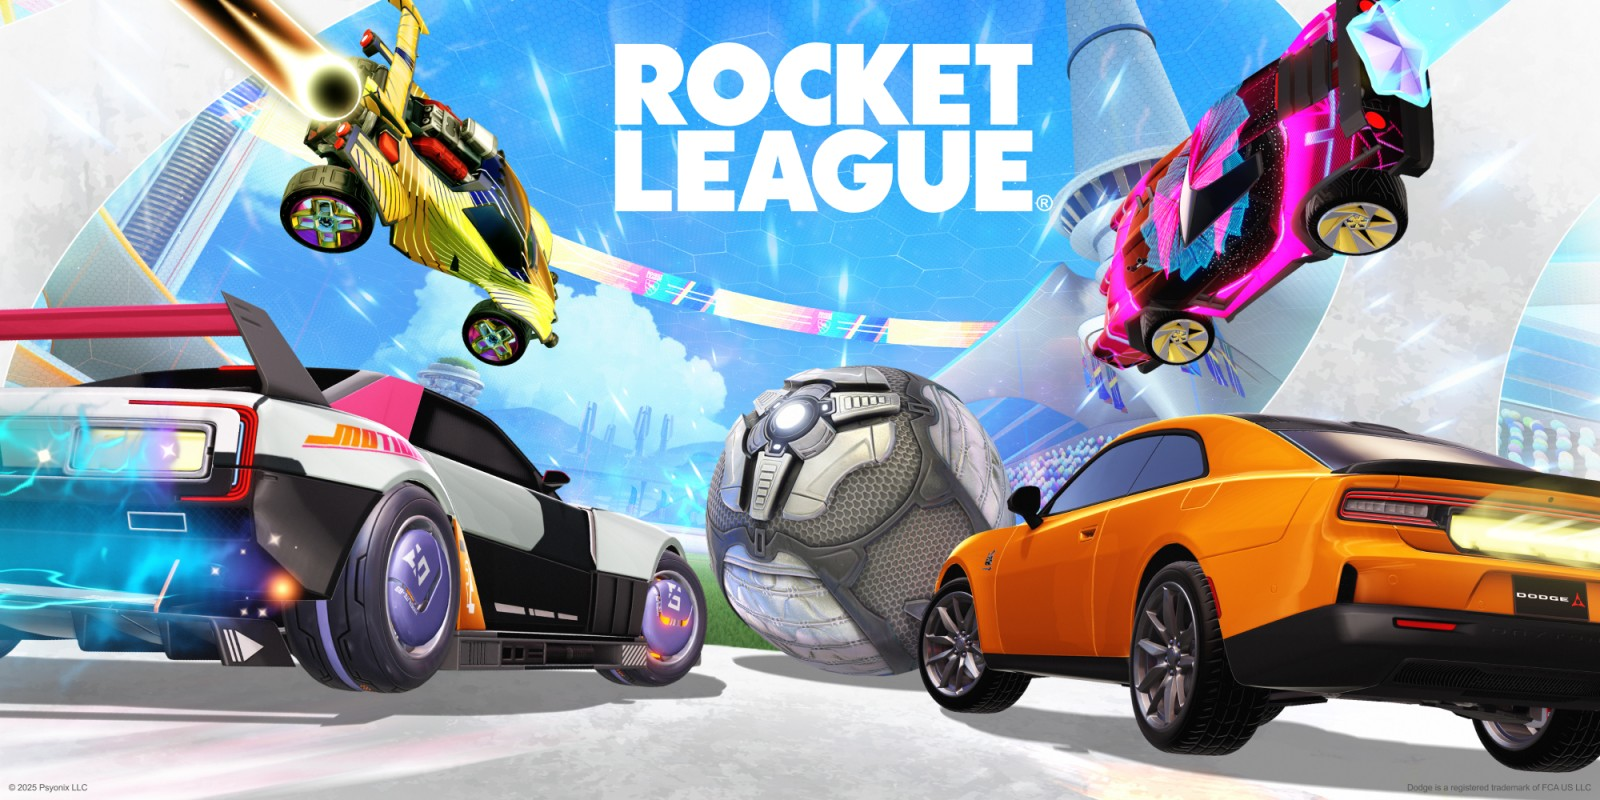 ROCKET
LEAGUE®
DODGE
© 2025 Psyonix LLC
Dodge is a registered trademark of FCA US LLC